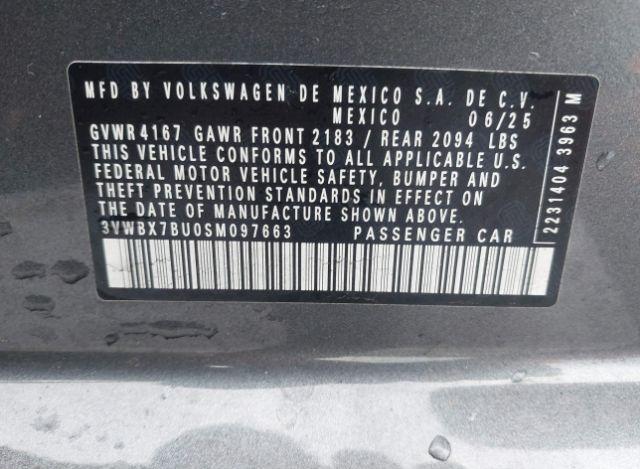 MFD BY VOLKSWAGEN DE MEXICO S.A. DE C.V.
MEXICO 06/25
GVWR 4167 GAWR FRONT 2183 / REAR 2094 LBS
THIS VEHICLE CONFORMS TO ALL APPLICABLE U.S.
FEDERAL MOTOR VEHICLE SAFETY, BUMPER AND
THEFT PREVENTION STANDARDS IN EFFECT ON
THE DATE OF MANUFACTURE SHOWN ABOVE.
3VWBX7BU0SM097663 PASSENGER CAR
2231404 3963 M